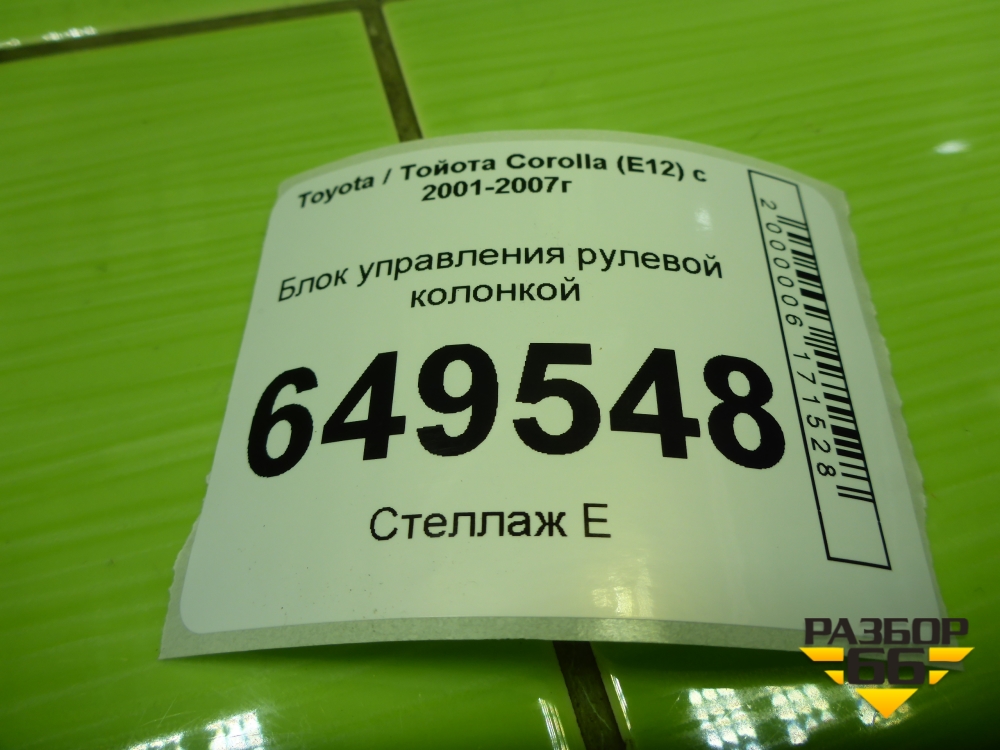 Toyota / Тойота Corolla (E12) с
2001-2007г
Блок управления рулевой
колонкой
649548
Стеллаж Е
2000006171528
РАЗБОР
66